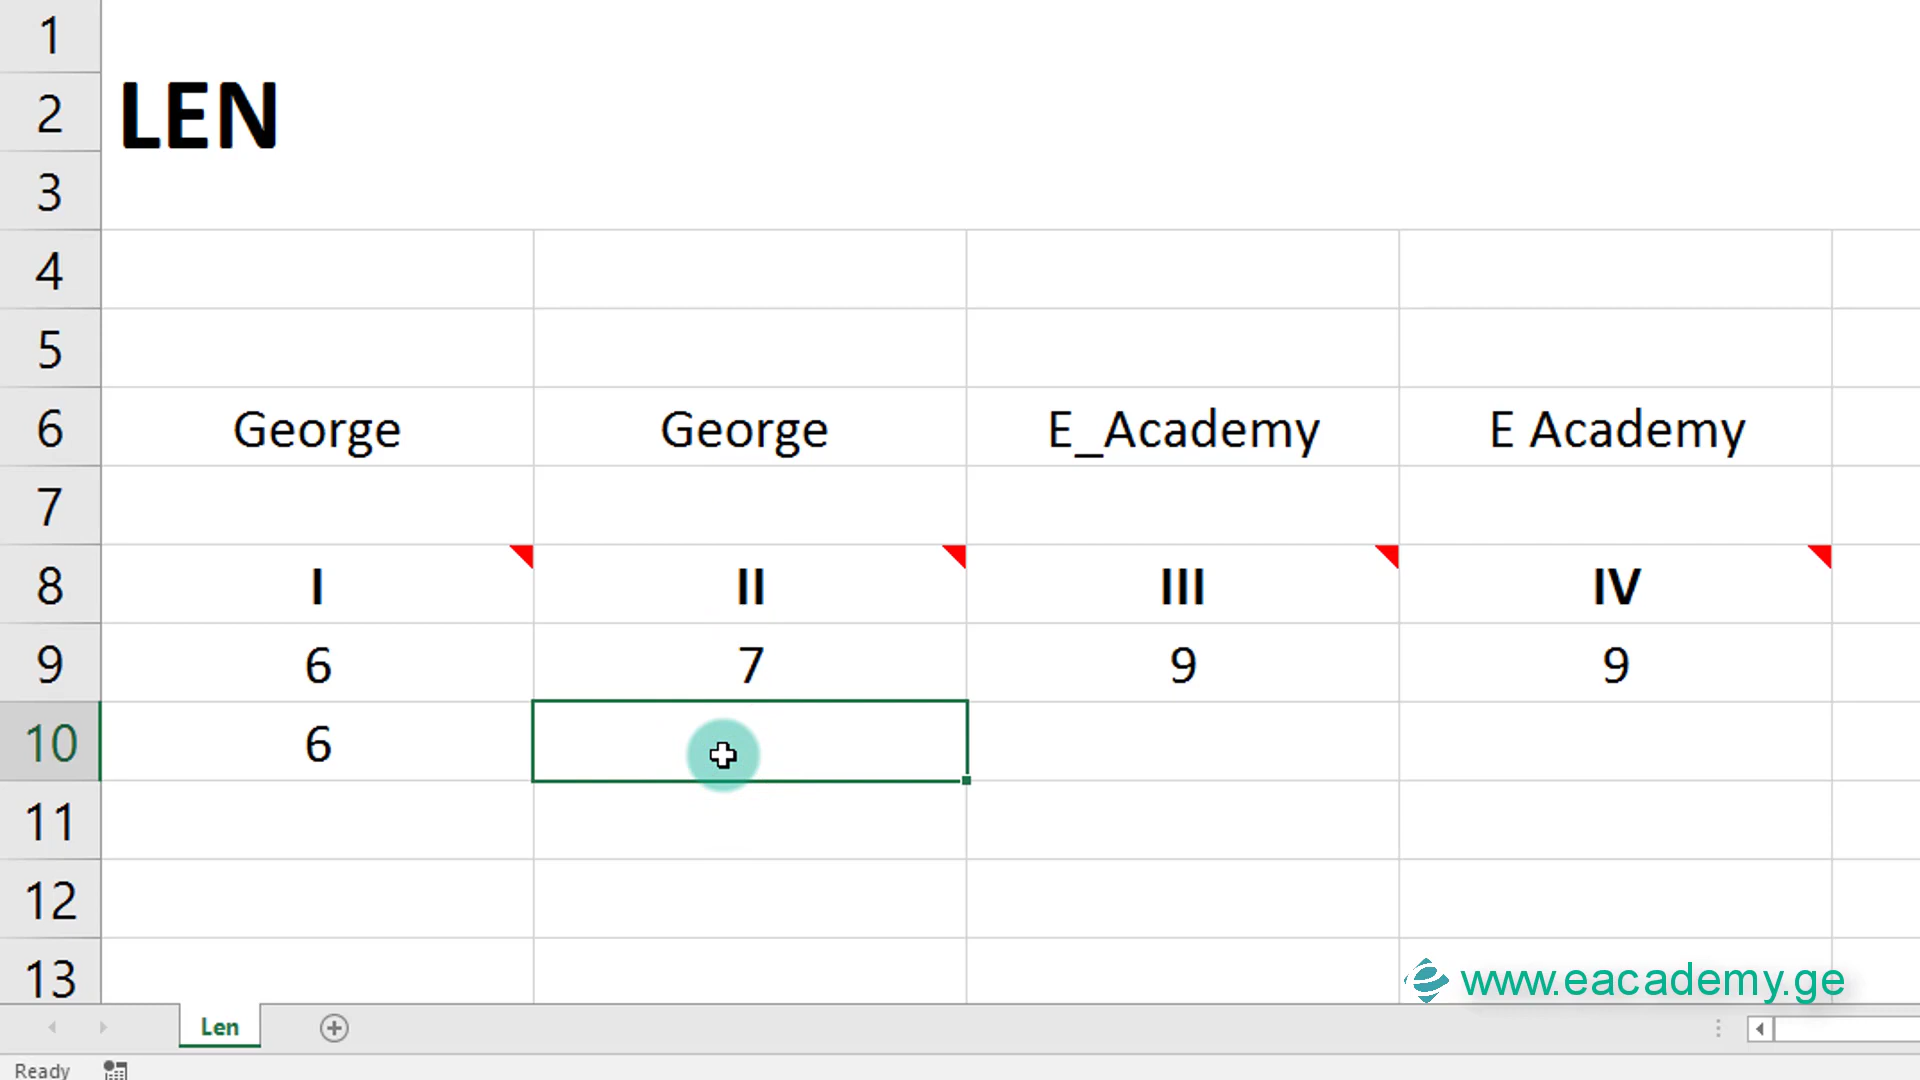 1
2 LEN
3
4
5
6 George George E_Academy E Academy
7
8 I II III IV
9 6 7 9 9
10 6
11
12
13
www.eacademy.ge
Len
Ready